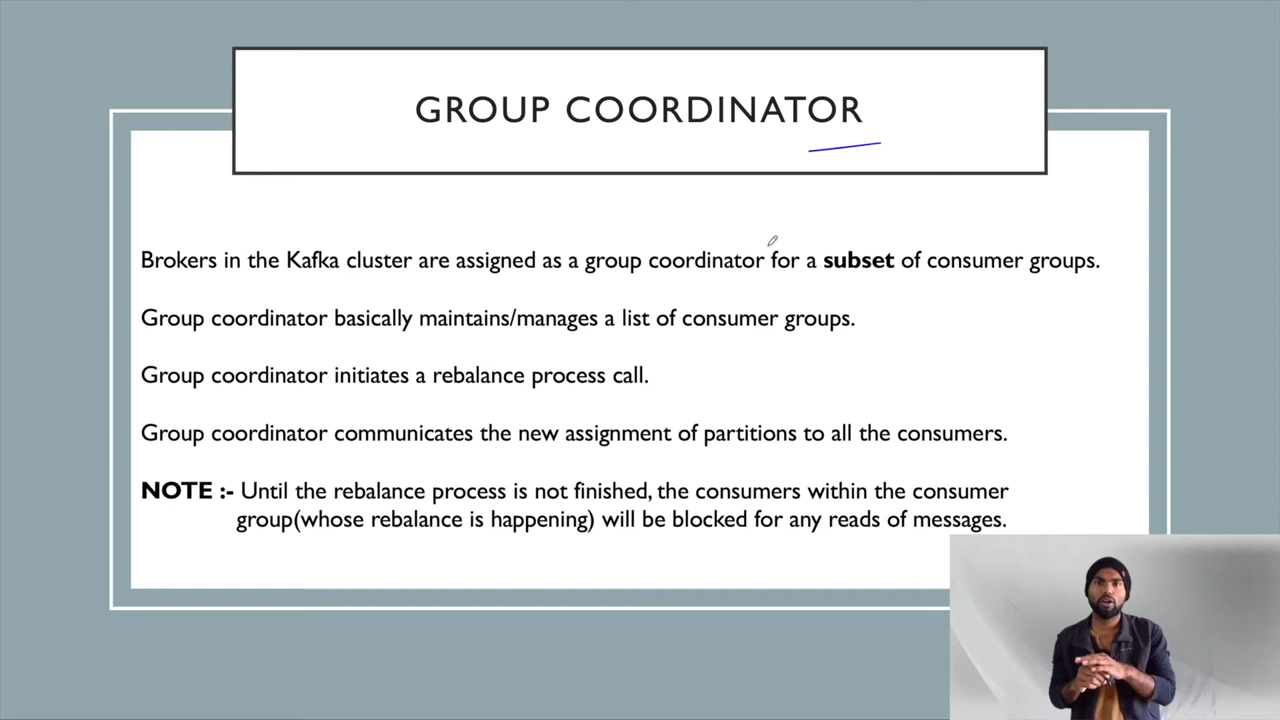 GROUP COORDINATOR
Brokers in the Kafka cluster are assigned as a group coordinator for a subset of consumer groups.
Group coordinator basically maintains/manages a list of consumer groups.
Group coordinator initiates a rebalance process call.
Group coordinator communicates the new assignment of partitions to all the consumers.
NOTE :- Until the rebalance process is not finished, the consumers within the consumer
group(whose rebalance is happening) will be blocked for any reads of messages.